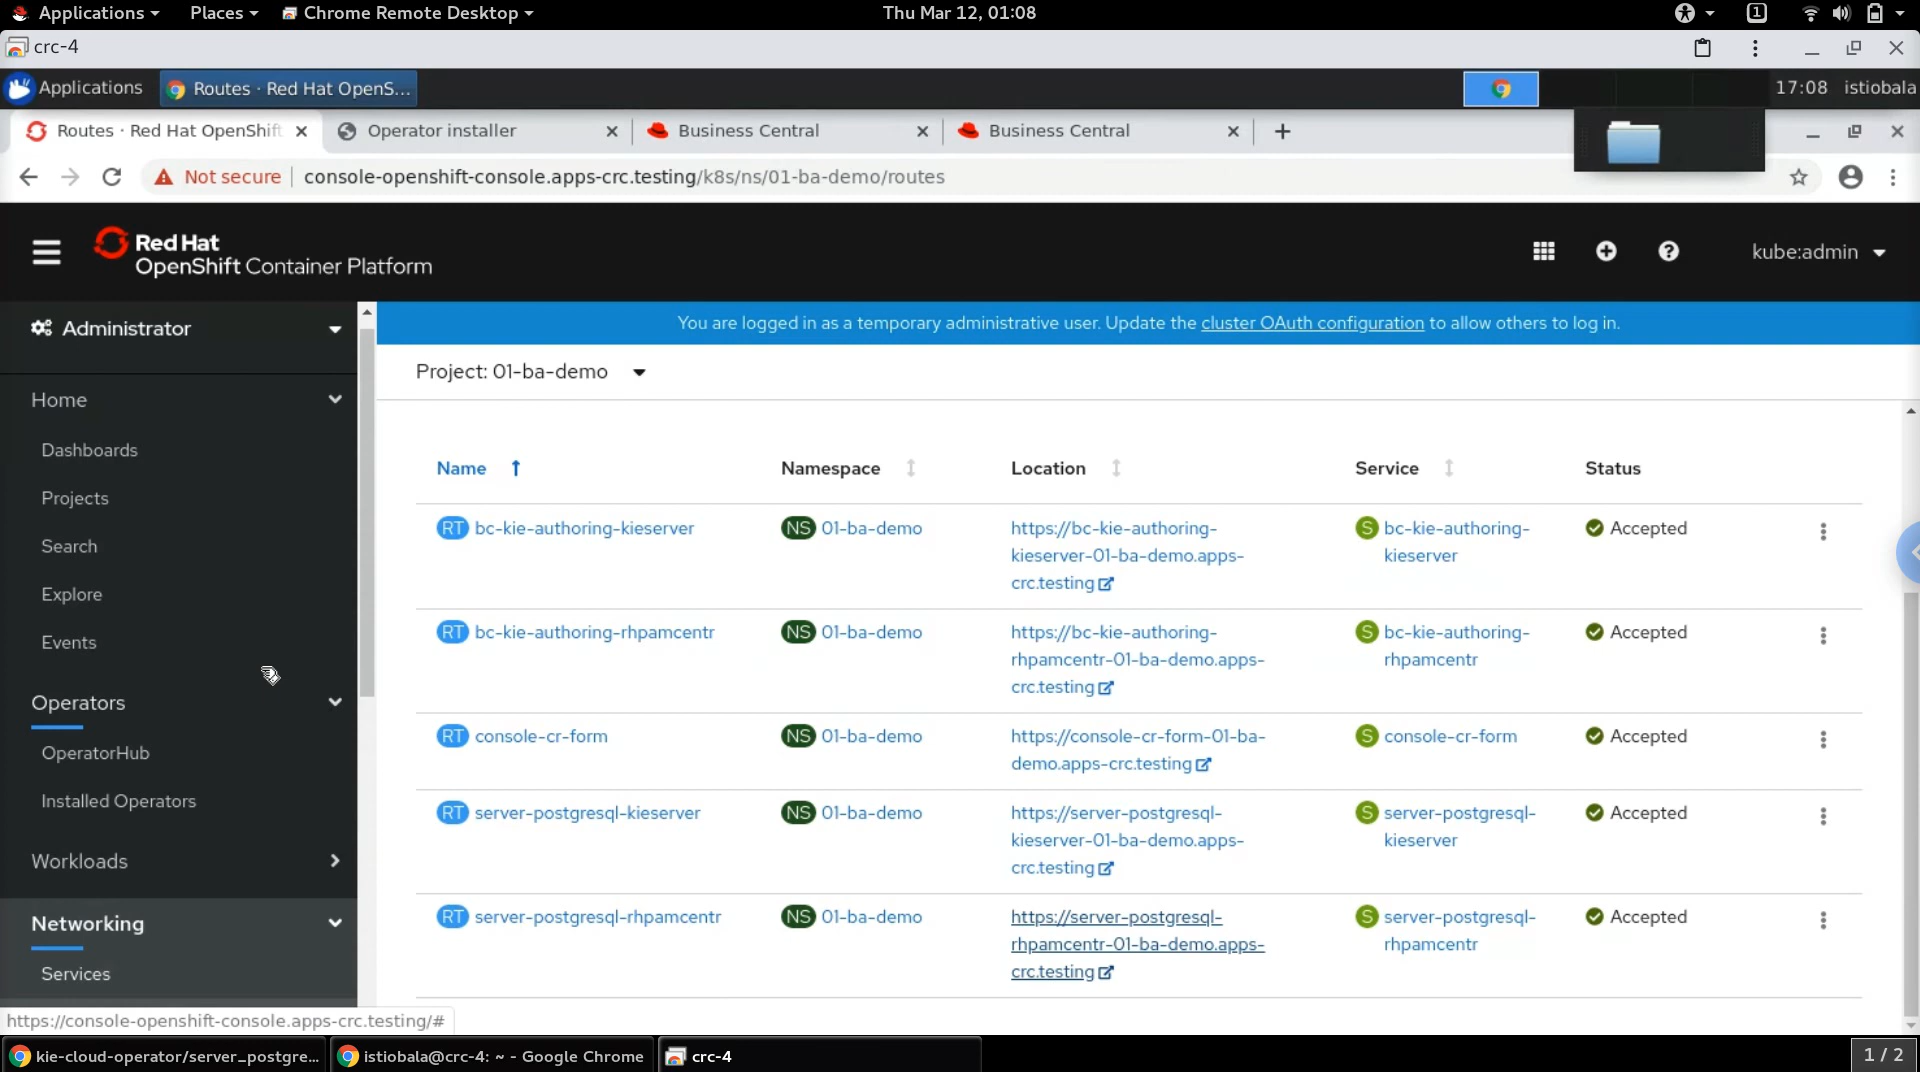 Applications Places Chrome Remote Desktop Thu Mar 12, 01:08 1
crc-4
Applications Routes · Red Hat OpenS... 17:08 istiobala
Routes · Red Hat OpenShift Operator installer Business Central Business Central
Not secure console-openshift-console.apps-crc.testing/k8s/ns/01-ba-demo/routes
Red Hat
OpenShift Container Platform
kube:admin
Administrator
Home
Dashboards
Projects
Search
Explore
Events
Operators
OperatorHub
Installed Operators
Workloads
Networking
Services
You are logged in as a temporary administrative user. Update the cluster OAuth configuration to allow others to log in.
Project: 01-ba-demo
Name Namespace Location Service Status
RT bc-kie-authoring-kieserver NS 01-ba-demo https://bc-kie-authoring- S bc-kie-authoring- Accepted
kieserver-01-ba-demo.apps- kieserver
crc.testing
RT bc-kie-authoring-rhpamcentr NS 01-ba-demo https://bc-kie-authoring- S bc-kie-authoring- Accepted
rhpamcentr-01-ba-demo.apps- rhpamcentr
crc.testing
RT console-cr-form NS 01-ba-demo https://console-cr-form-01-ba- S console-cr-form Accepted
demo.apps-crc.testing
RT server-postgresql-kieserver NS 01-ba-demo https://server-postgresql- S server-postgresql- Accepted
kieserver-01-ba-demo.apps- kieserver
crc.testing
RT server-postgresql-rhpamcentr NS 01-ba-demo https://server-postgresql- S server-postgresql- Accepted
rhpamcentr-01-ba-demo.apps- rhpamcentr
crc.testing
https://console-openshift-console.apps-crc.testing/#
kie-cloud-operator/server_postgre... istiobala@crc-4: ~ - Google Chrome crc-4 1 / 2